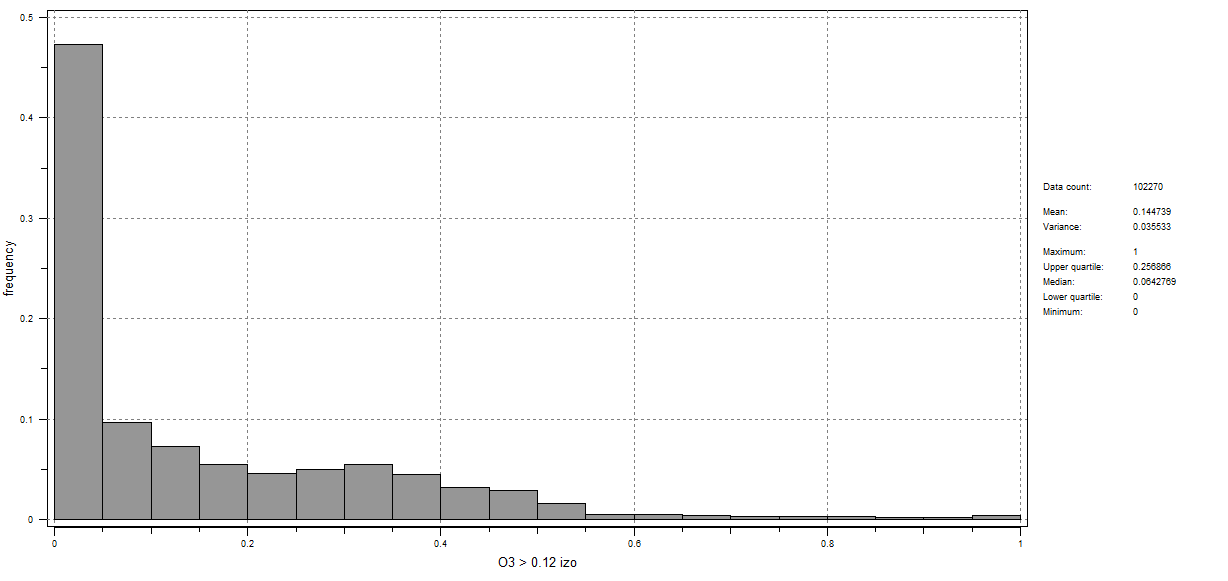 0.5
0.4
0.3
0.2
0.1
0
frequency
0 0.2 0.4 0.6 0.8 1
O3 > 0.12 izo
Data count: 102270
Mean: 0.144739
Variance: 0.035533
Maximum: 1
Upper quartile: 0.256866
Median: 0.0642769
Lower quartile: 0
Minimum: 0